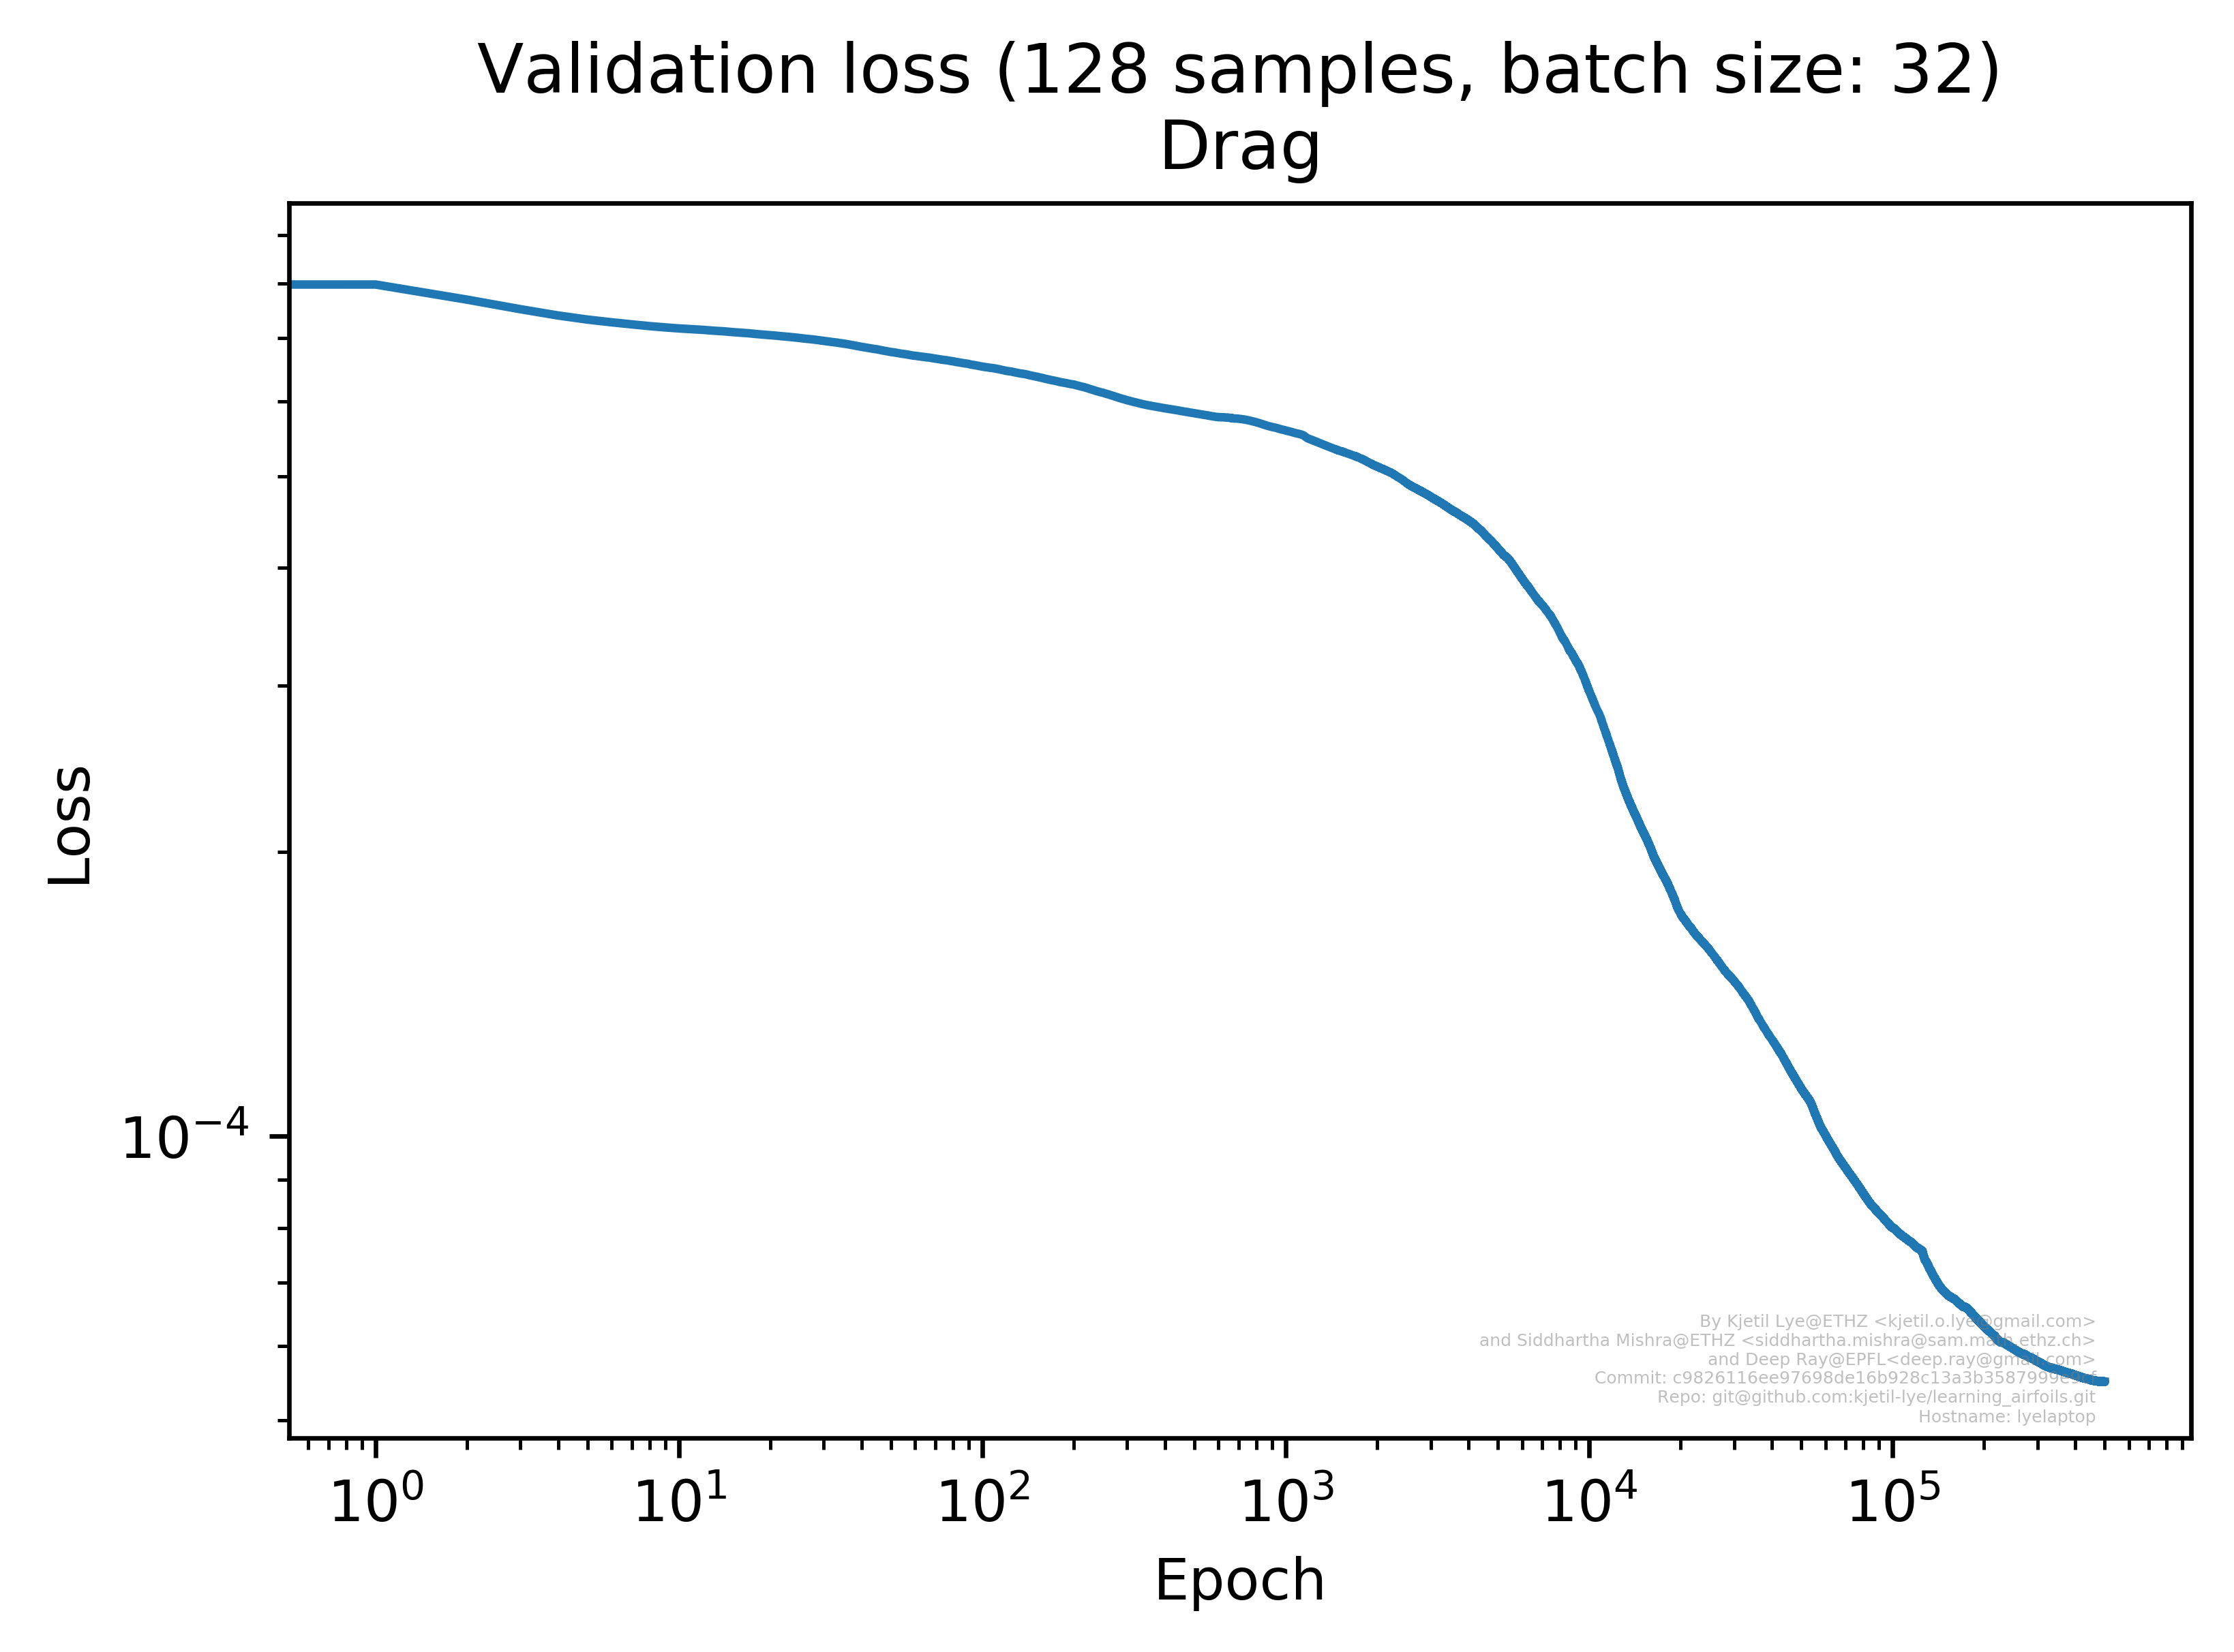 Validation loss (128 samples, batch size: 32)
Drag
Loss
10⁻⁴
10⁰ 10¹ 10² 10³ 10⁴ 10⁵
Epoch
By Kjetil Lye@ETHZ <kjetil.o.lye@gmail.com>
and Siddhartha Mishra@ETHZ <siddhartha.mishra@sam.math.ethz.ch>
and Deep Ray@EPFL<deep.ray@gmail.com>
Commit:
Repo: git@github.com:kjetil-lye/learning_airfoils.git
Hostname: lyelaptop